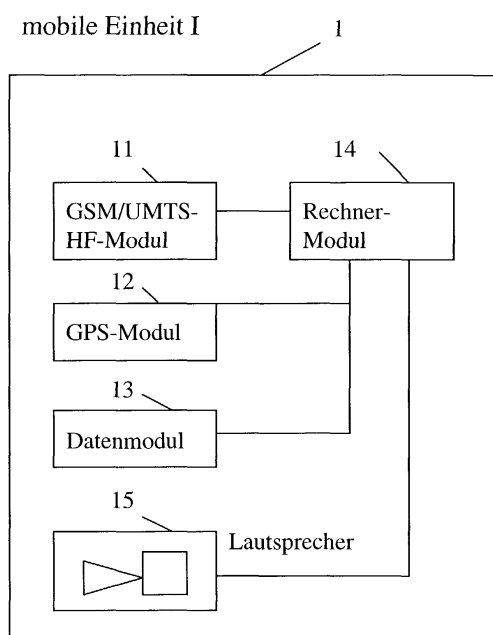 mobile Einheit I
1
11
14
GSM/UMTS-
HF-Modul
Rechner-
Modul
12
GPS-Modul
13
Datenmodul
15
Lautsprecher